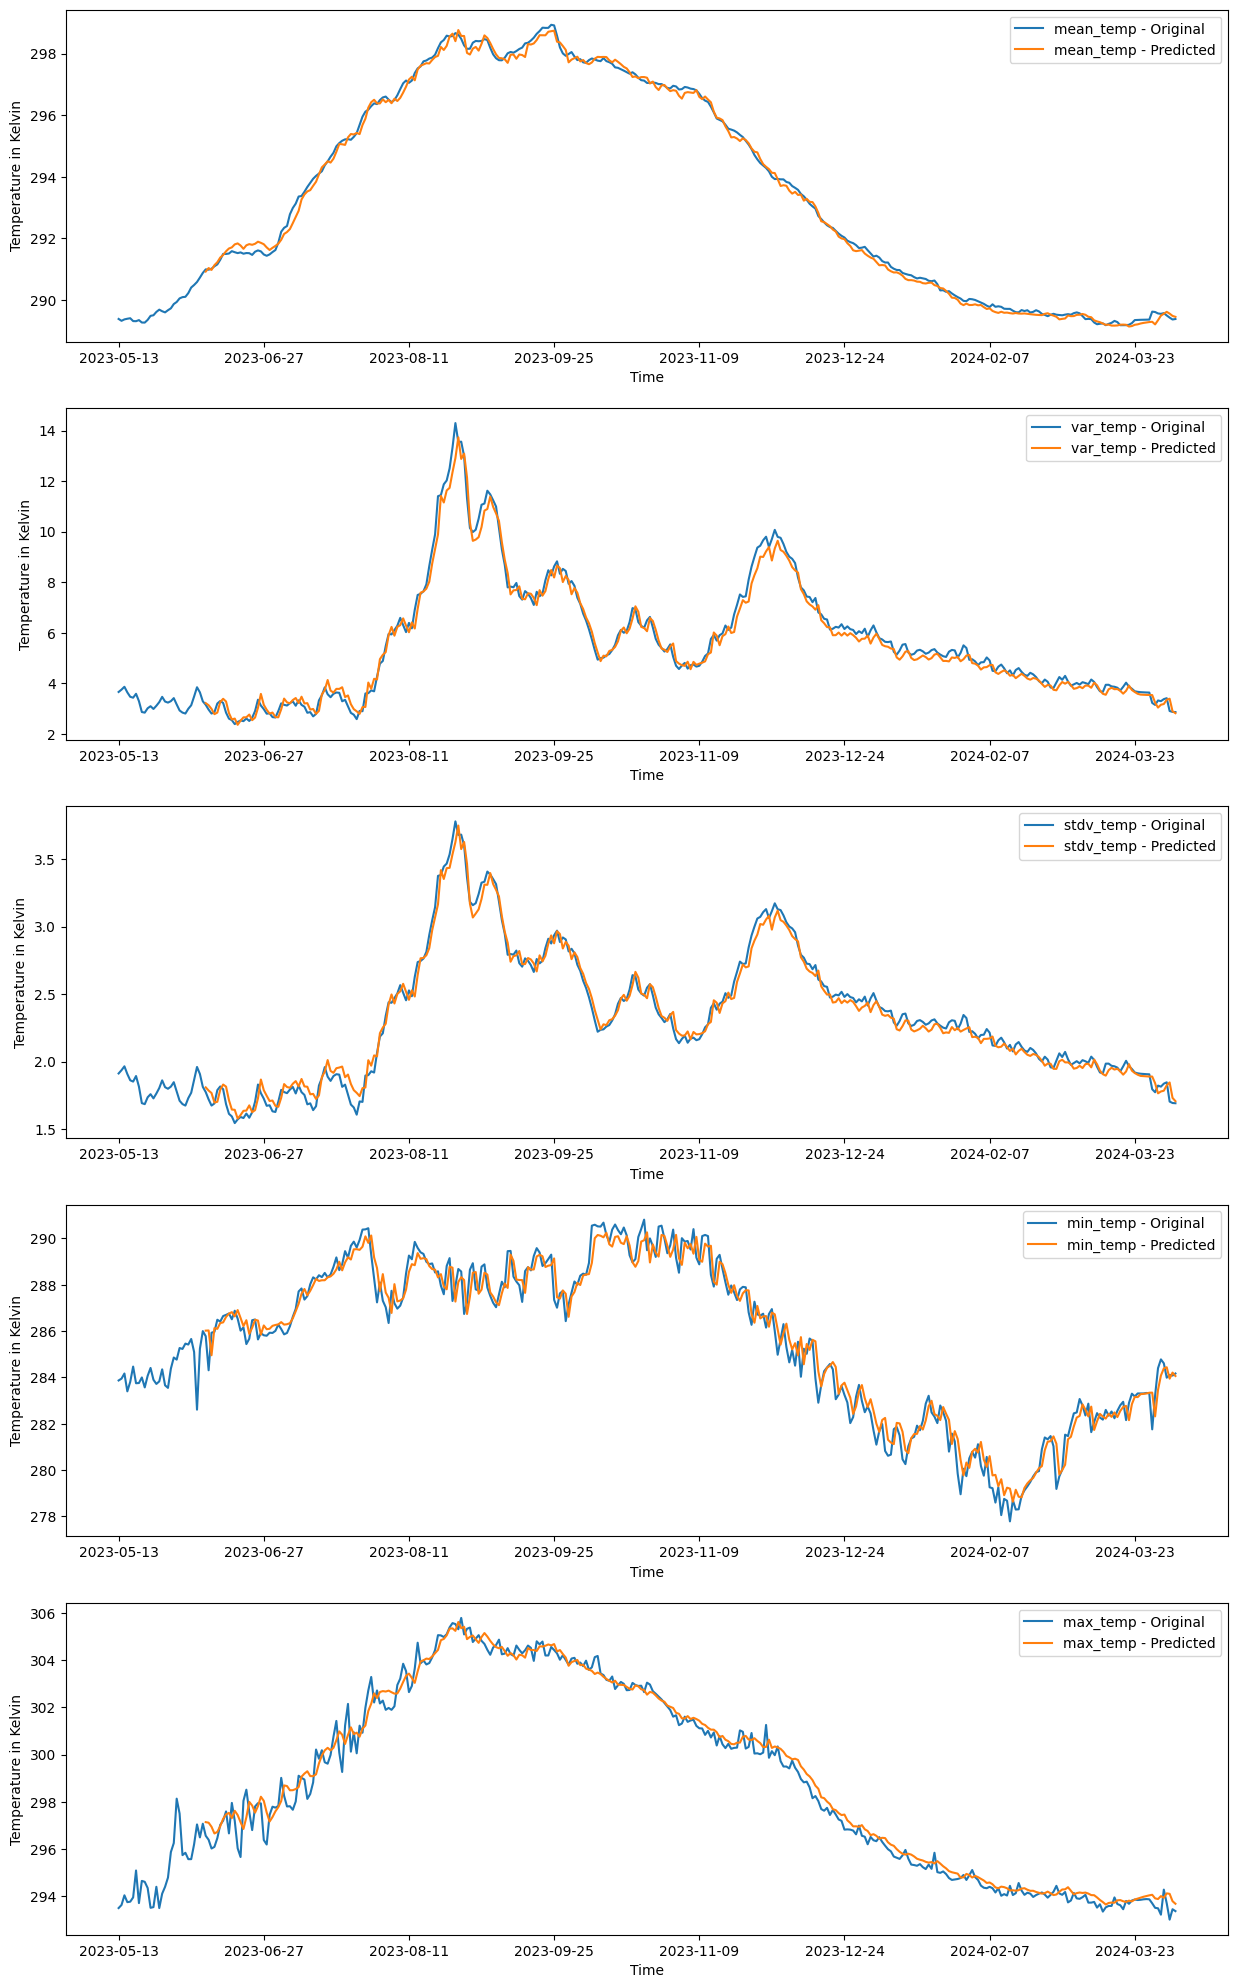 mean_temp - Original
mean_temp - Predicted
Temperature in Kelvin
298
296
294
292
290
2023-05-13 2023-06-27 2023-08-11 2023-09-25 2023-11-09 2023-12-24 2024-02-07 2024-03-23
Time
var_temp - Original
var_temp - Predicted
Temperature in Kelvin
14
12
10
8
6
4
2
2023-05-13 2023-06-27 2023-08-11 2023-09-25 2023-11-09 2023-12-24 2024-02-07 2024-03-23
Time
stdv_temp - Original
stdv_temp - Predicted
Temperature in Kelvin
3.5
3.0
2.5
2.0
1.5
2023-05-13 2023-06-27 2023-08-11 2023-09-25 2023-11-09 2023-12-24 2024-02-07 2024-03-23
Time
min_temp - Original
min_temp - Predicted
Temperature in Kelvin
290
288
286
284
282
280
278
2023-05-13 2023-06-27 2023-08-11 2023-09-25 2023-11-09 2023-12-24 2024-02-07 2024-03-23
Time
max_temp - Original
max_temp - Predicted
Temperature in Kelvin
306
304
302
300
298
296
294
2023-05-13 2023-06-27 2023-08-11 2023-09-25 2023-11-09 2023-12-24 2024-02-07 2024-03-23
Time